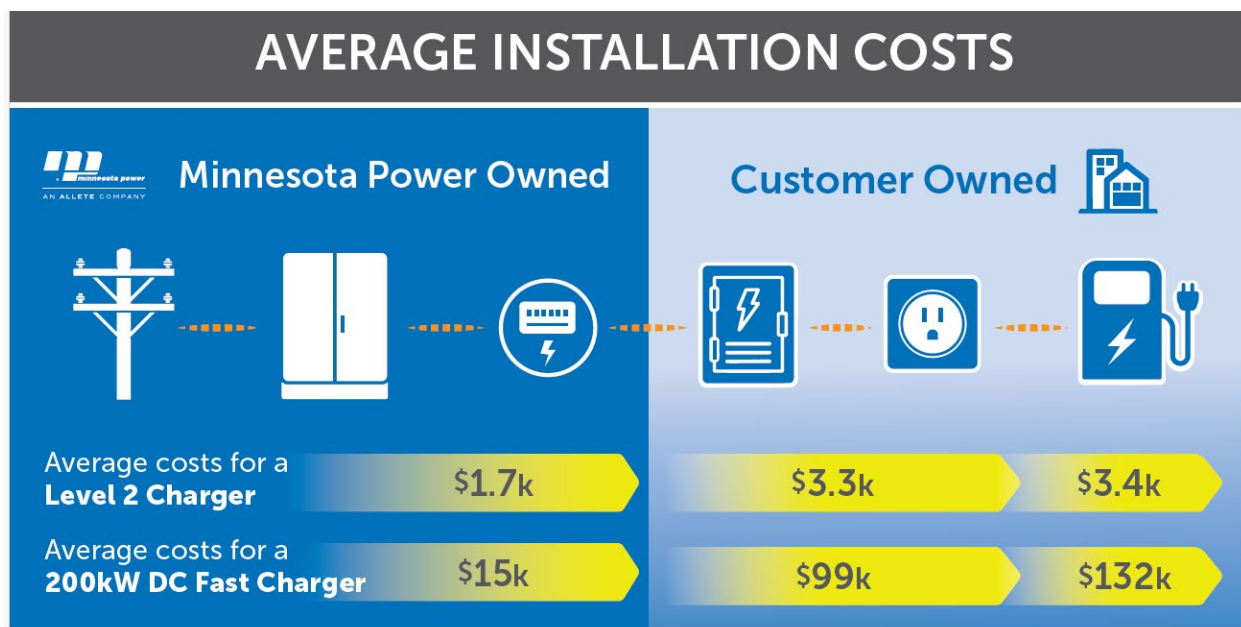 AVERAGE INSTALLATION COSTS
minnesota power
AN ALLETE COMPANY
Minnesota Power Owned
Customer Owned
Average costs for a
Level 2 Charger
$1.7k
$3.3k
$3.4k
Average costs for a
200kW DC Fast Charger
$15k
$99k
$132k